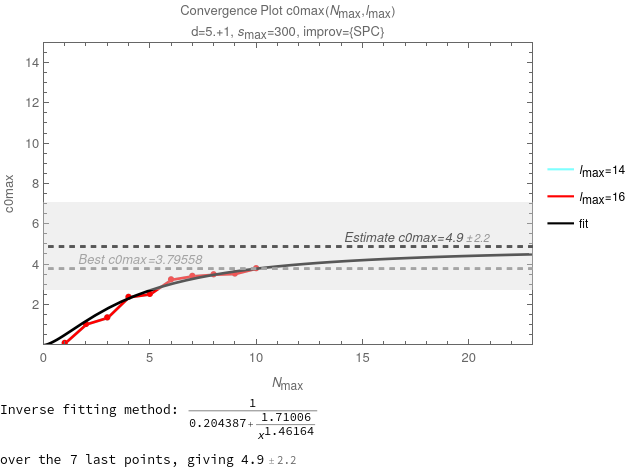 Convergence Plot c0max(Nmax,lmax)
d=5.+1, smax=300, improv={SPC}
14
12
10
8
6
4
2
c0max
Estimate c0max=4.9 ±2.2
Best c0max=3.79558
0 5 10 15 20
Nmax
lmax=14
lmax=16
fit
Inverse fitting method: 1
0.204387+ 1.71006
x1.46164
over the 7 last points, giving 4.9 ±2.2